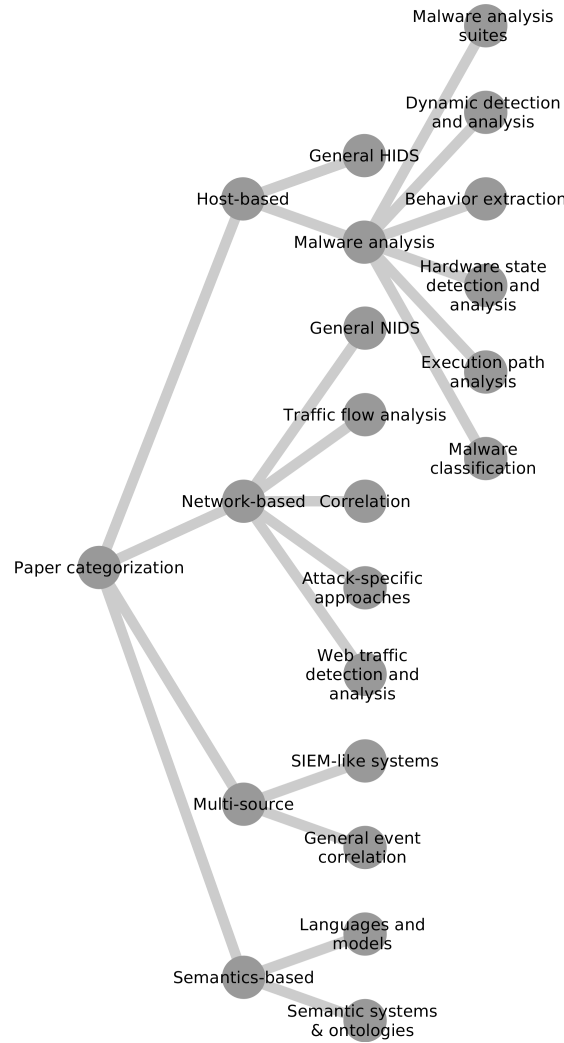 Malware analysis
suites
Dynamic detection
and analysis
General HIDS
Host-based
Behavior extraction
Malware analysis
Hardware state
detection and
analysis
General NIDS
Execution path
analysis
Traffic flow analysis
Malware
classification
Network-based
Correlation
Paper categorization
Attack-specific
approaches
Web traffic
detection and
analysis
SIEM-like systems
Multi-source
General event
correlation
Languages and
models
Semantics-based
Semantic systems
& ontologies